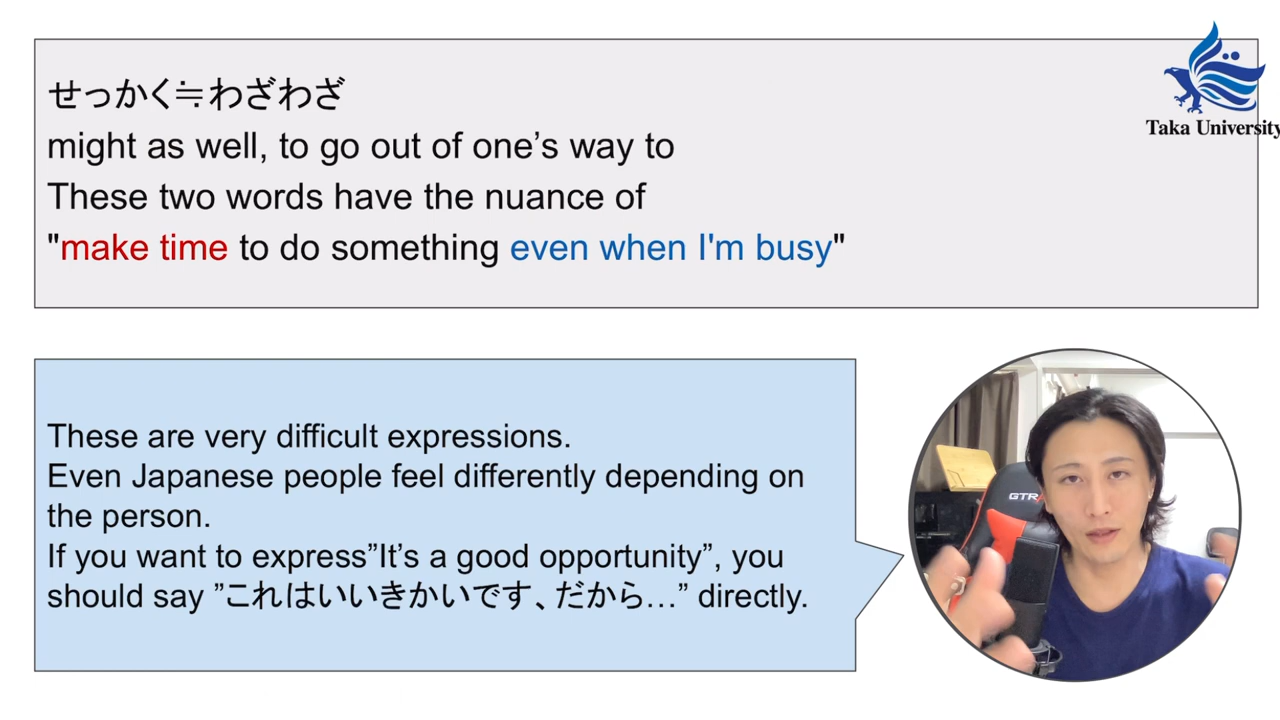 せっかく≒わざわざ
might as well, to go out of one’s way to
These two words have the nuance of
"make time to do something even when I'm busy"
Taka University
These are very difficult expressions.
Even Japanese people feel differently depending on
the person.
If you want to express”It’s a good opportunity”, you
should say ”これはいいきかいです、だから…” directly.
GTR